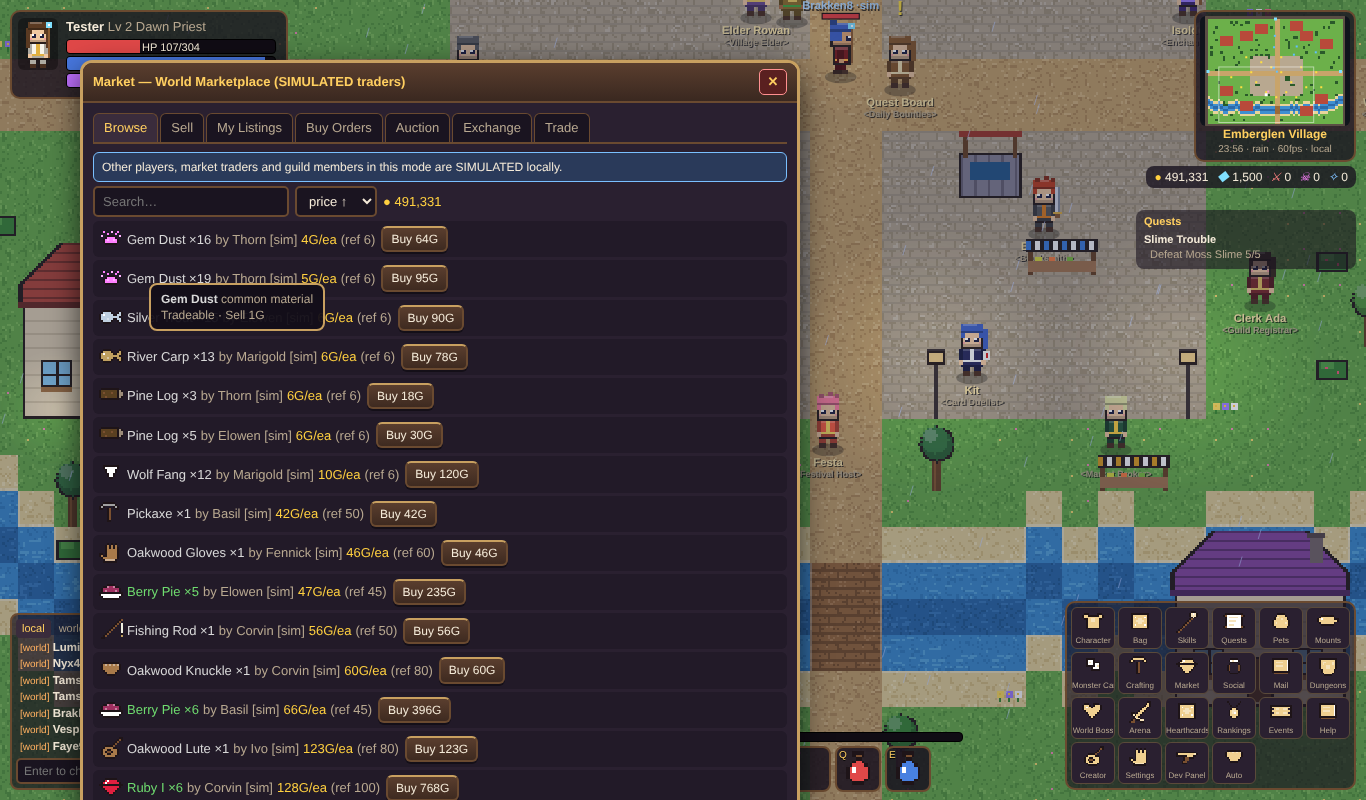 Tester Lv 2 Dawn Priest
HP 107/304
Brakken8 ·sim
!
Elder Rowan
<Village Elder>
Quest Board
<Daily Bounties>
Emberglen Village
23:56 · rain · 60fps · local
491,331 1,500 0 0 0
Quests
Slime Trouble
Defeat Moss Slime 5/5
Market — World Marketplace (SIMULATED traders)
✕
Browse Sell My Listings Buy Orders Auction Exchange Trade
Other players, market traders and guild members in this mode are SIMULATED locally.
Search… price ↑ ● 491,331
Gem Dust ×16 by Thorn [sim] 4G/ea (ref 6) Buy 64G
Gem Dust ×19 by Thorn [sim] 5G/ea (ref 6) Buy 95G
Gem Dust common material
Tradeable · Sell 1G
(ref 6) Buy 90G
River Carp ×13 by Marigold [sim] 6G/ea (ref 6) Buy 78G
Pine Log ×3 by Thorn [sim] 6G/ea (ref 6) Buy 18G
Pine Log ×5 by Elowen [sim] 6G/ea (ref 6) Buy 30G
Wolf Fang ×12 by Marigold [sim] 10G/ea (ref 6) Buy 120G
Pickaxe ×1 by Basil [sim] 42G/ea (ref 50) Buy 42G
Oakwood Gloves ×1 by Fennick [sim] 46G/ea (ref 60) Buy 46G
Berry Pie ×5 by Elowen [sim] 47G/ea (ref 45) Buy 235G
Fishing Rod ×1 by Corvin [sim] 56G/ea (ref 50) Buy 56G
Oakwood Knuckle ×1 by Corvin [sim] 60G/ea (ref 80) Buy 60G
Berry Pie ×6 by Basil [sim] 66G/ea (ref 45) Buy 396G
Oakwood Lute ×1 by Ivo [sim] 123G/ea (ref 80) Buy 123G
Ruby I ×6 by Corvin [sim] 128G/ea (ref 100) Buy 768G
Clerk Ada
<Guild Registrar>
Kit
<Card Duelist>
Festa
Festival Host>
local
[world]
[world] Nyx4
[world] Tams
[world] Tams
[world]
[world] Vesp
[world] Faye
Enter to ch
Q E
Character Bag Skills Quests Pets Mounts
Monster Ca Crafting Market Social Mail Dungeons
World Boss Arena Hearthcards Rankings Events Help
Creator Settings Dev Panel Auto